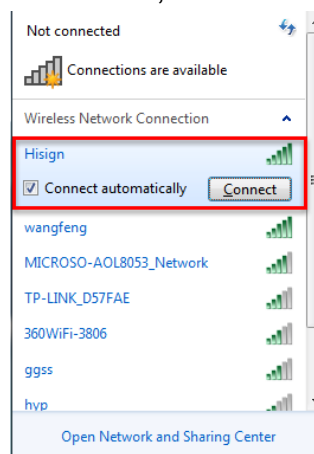 Not connected
Connections are available
Wireless Network Connection
Hisign
Connect automatically Connect
wangfeng
MICROSO-AOL8053_Network
TP-LINK_D57FAE
360WiFi-3806
ggss
hyp
Open Network and Sharing Center